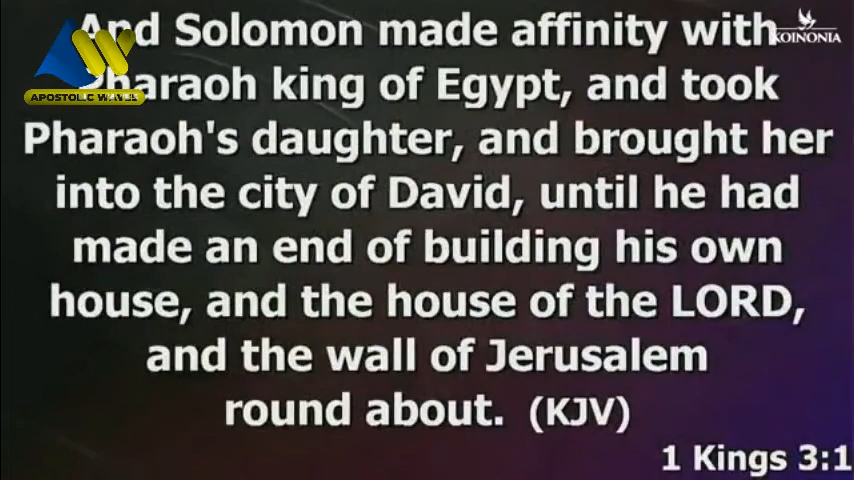 And Solomon made affinity with
KOINONIA
Pharaoh king of Egypt, and took
APOSTOLIC WAVES
Pharaoh's daughter, and brought her
into the city of David, until he had
made an end of building his own
house, and the house of the LORD,
and the wall of Jerusalem
round about. (KJV)
1 Kings 3:1